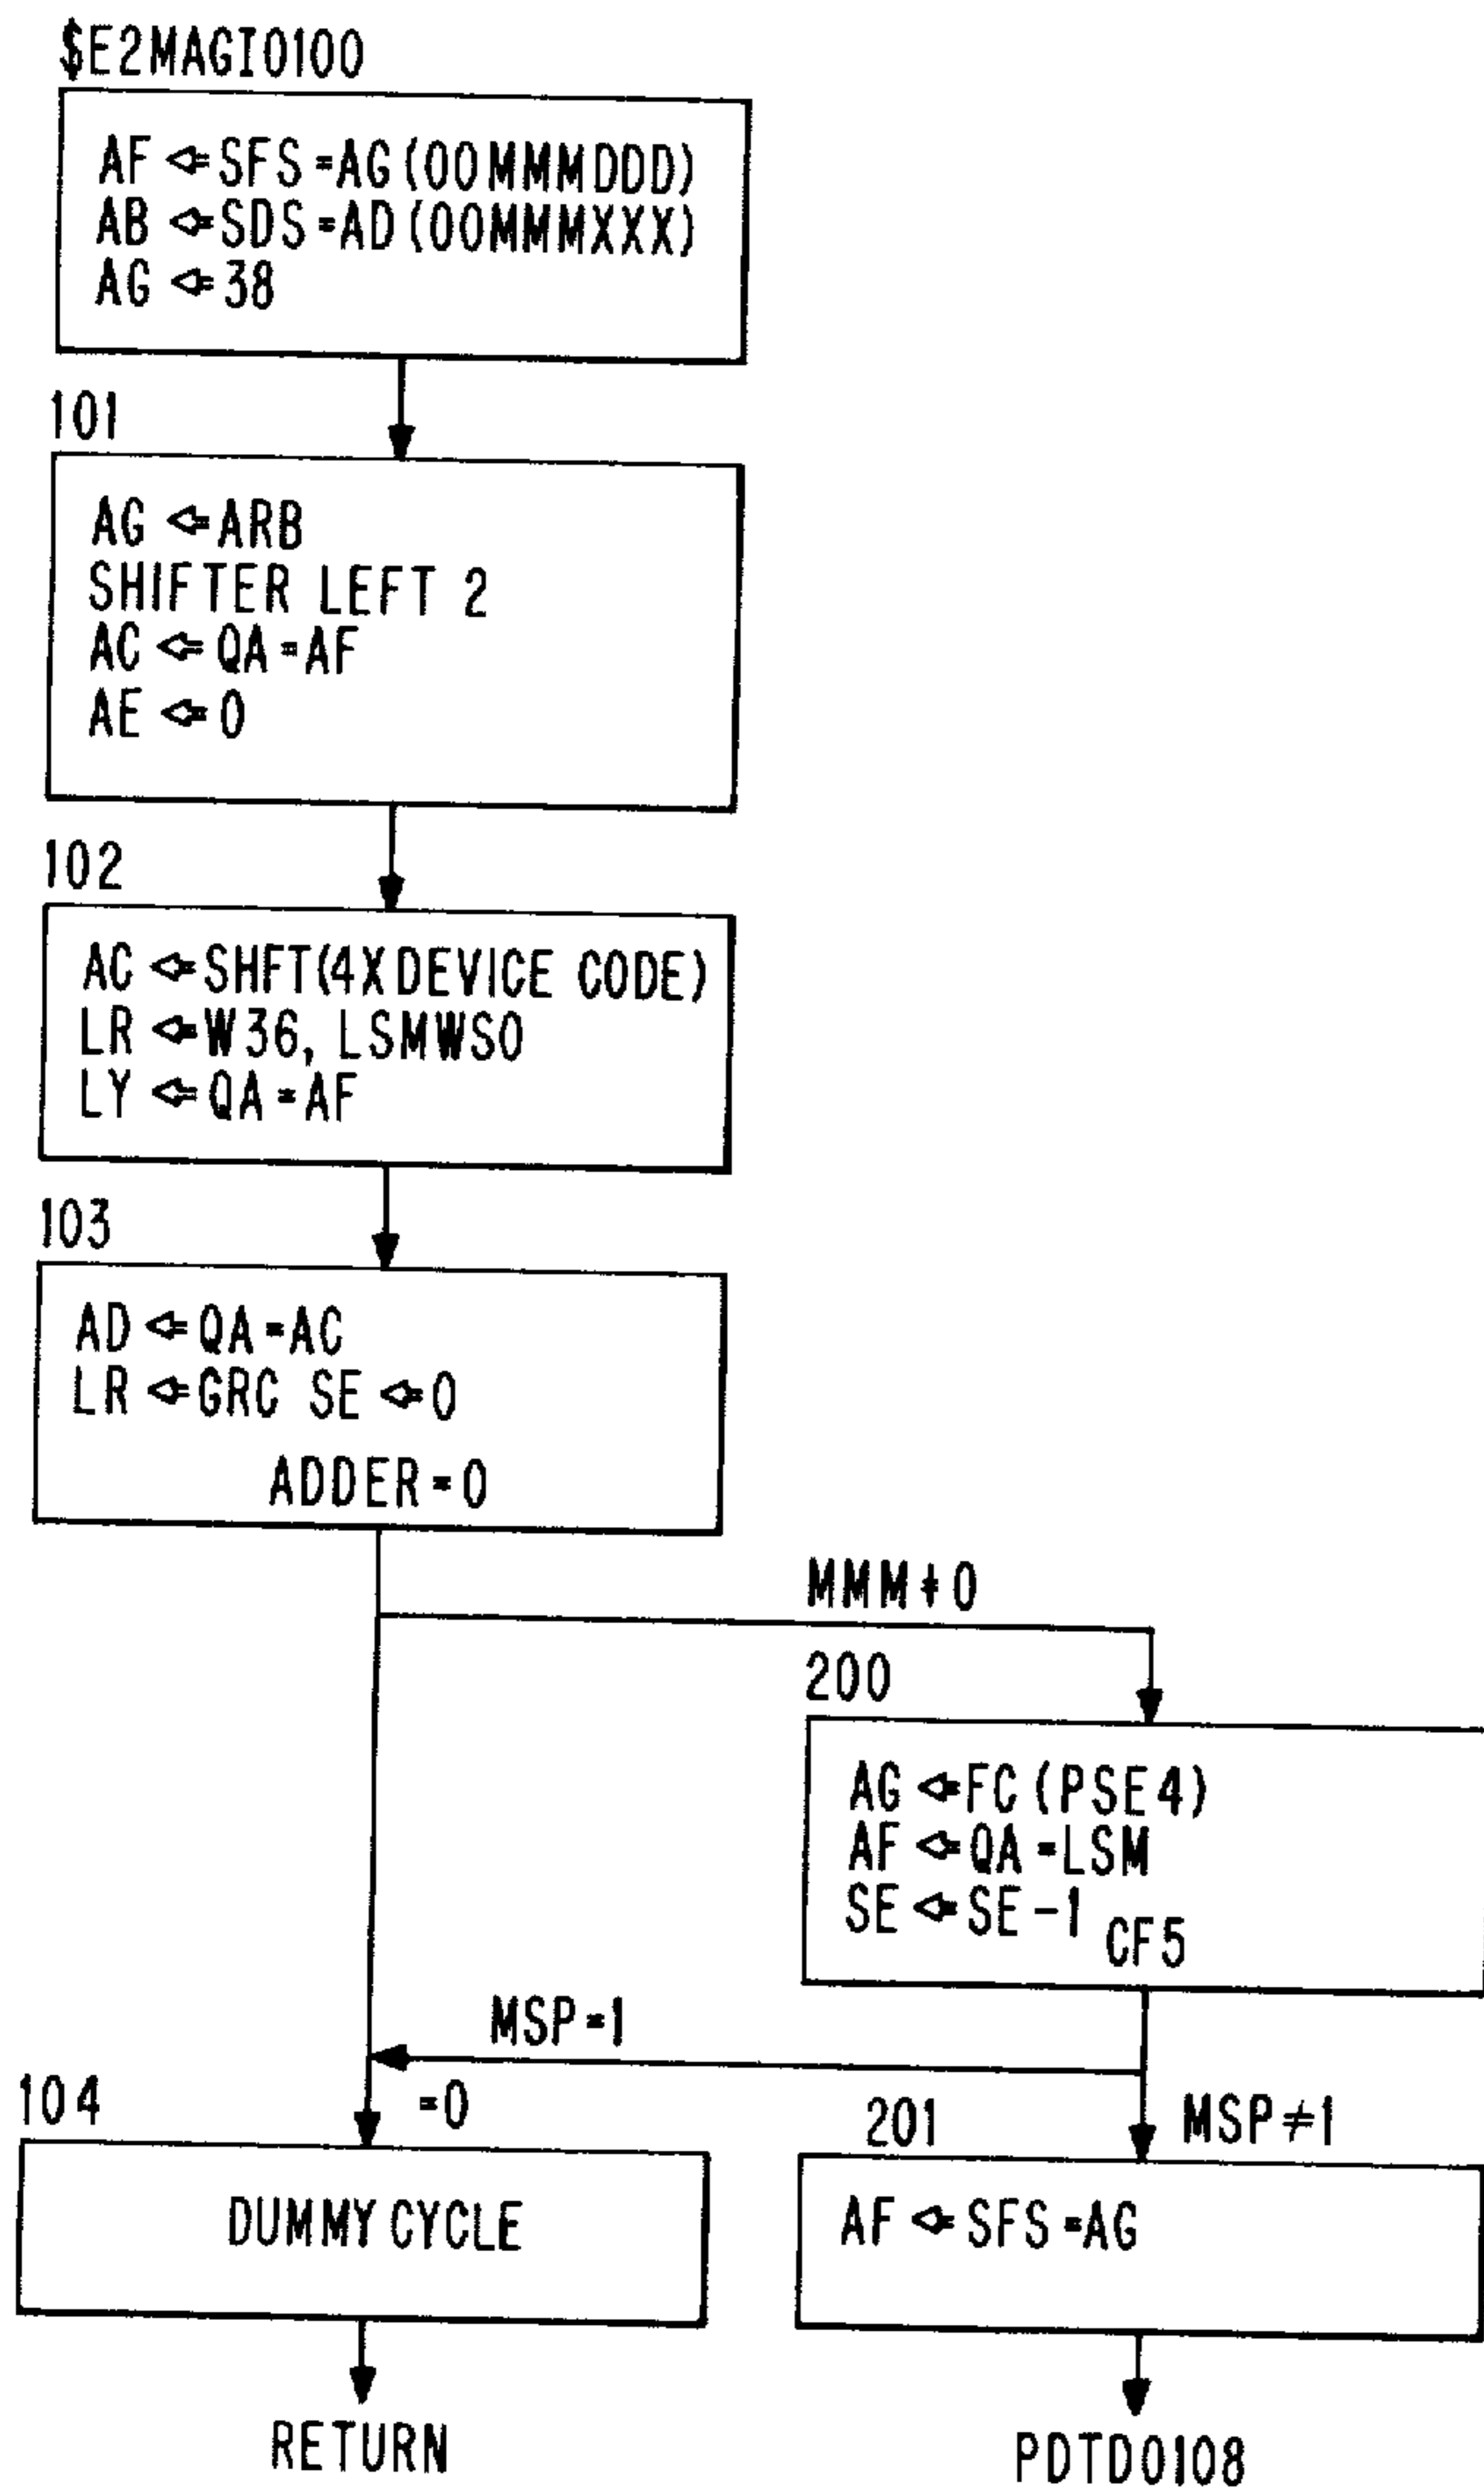 $E2MAGI0100
AF ⇐ SFS=AG(00MMMDDD)
AB ⇐ SDS=AD(00MMMXXX)
AG ⇐ 38
101
AG ⇐ ARB
SHIFTER LEFT 2
AC ⇐ QA=AF
AE ⇐ 0
102
AC ⇐ SHFT(4XDEVICE CODE)
LR ⇐ W36, LSMWS0
LY ⇐ QA=AF
103
AD ⇐ QA=AC
LR ⇐ GRC SE ⇐ 0
ADDER=0
MMM≠0
200
AG ⇐ FC (PSE4)
AF ⇐ QA=LSM
SE ⇐ SE-1
CF5
MSP=1
104
=0
201
MSP≠1
DUMMY CYCLE
AF ⇐ SFS=AG
RETURN
PDTD0108